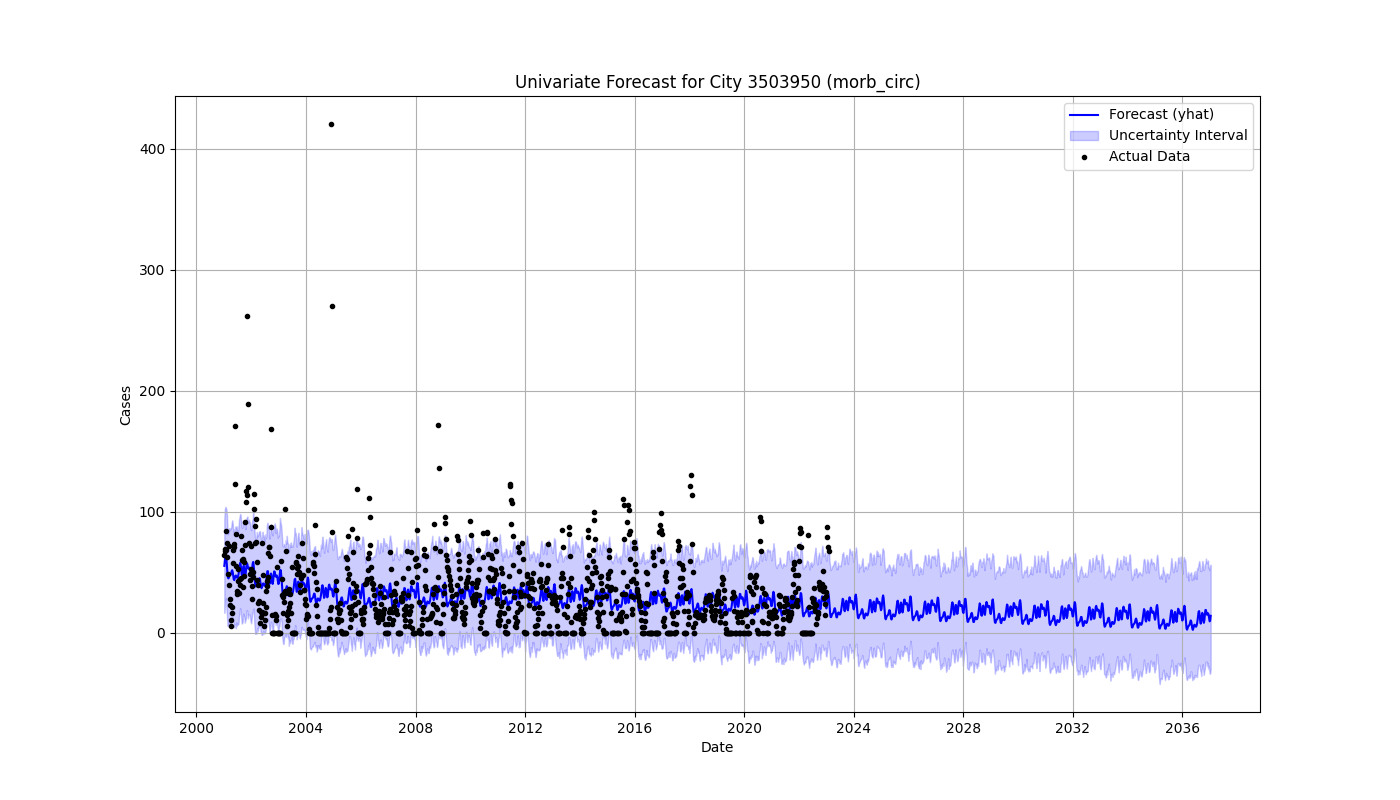 Univariate Forecast for City 3503950 (morb_circ)
Forecast (yhat)
Uncertainty Interval
Actual Data
400
300
200
100
0
Cases
2000 2004 2008 2012 2016 2020 2024 2028 2032 2036
Date